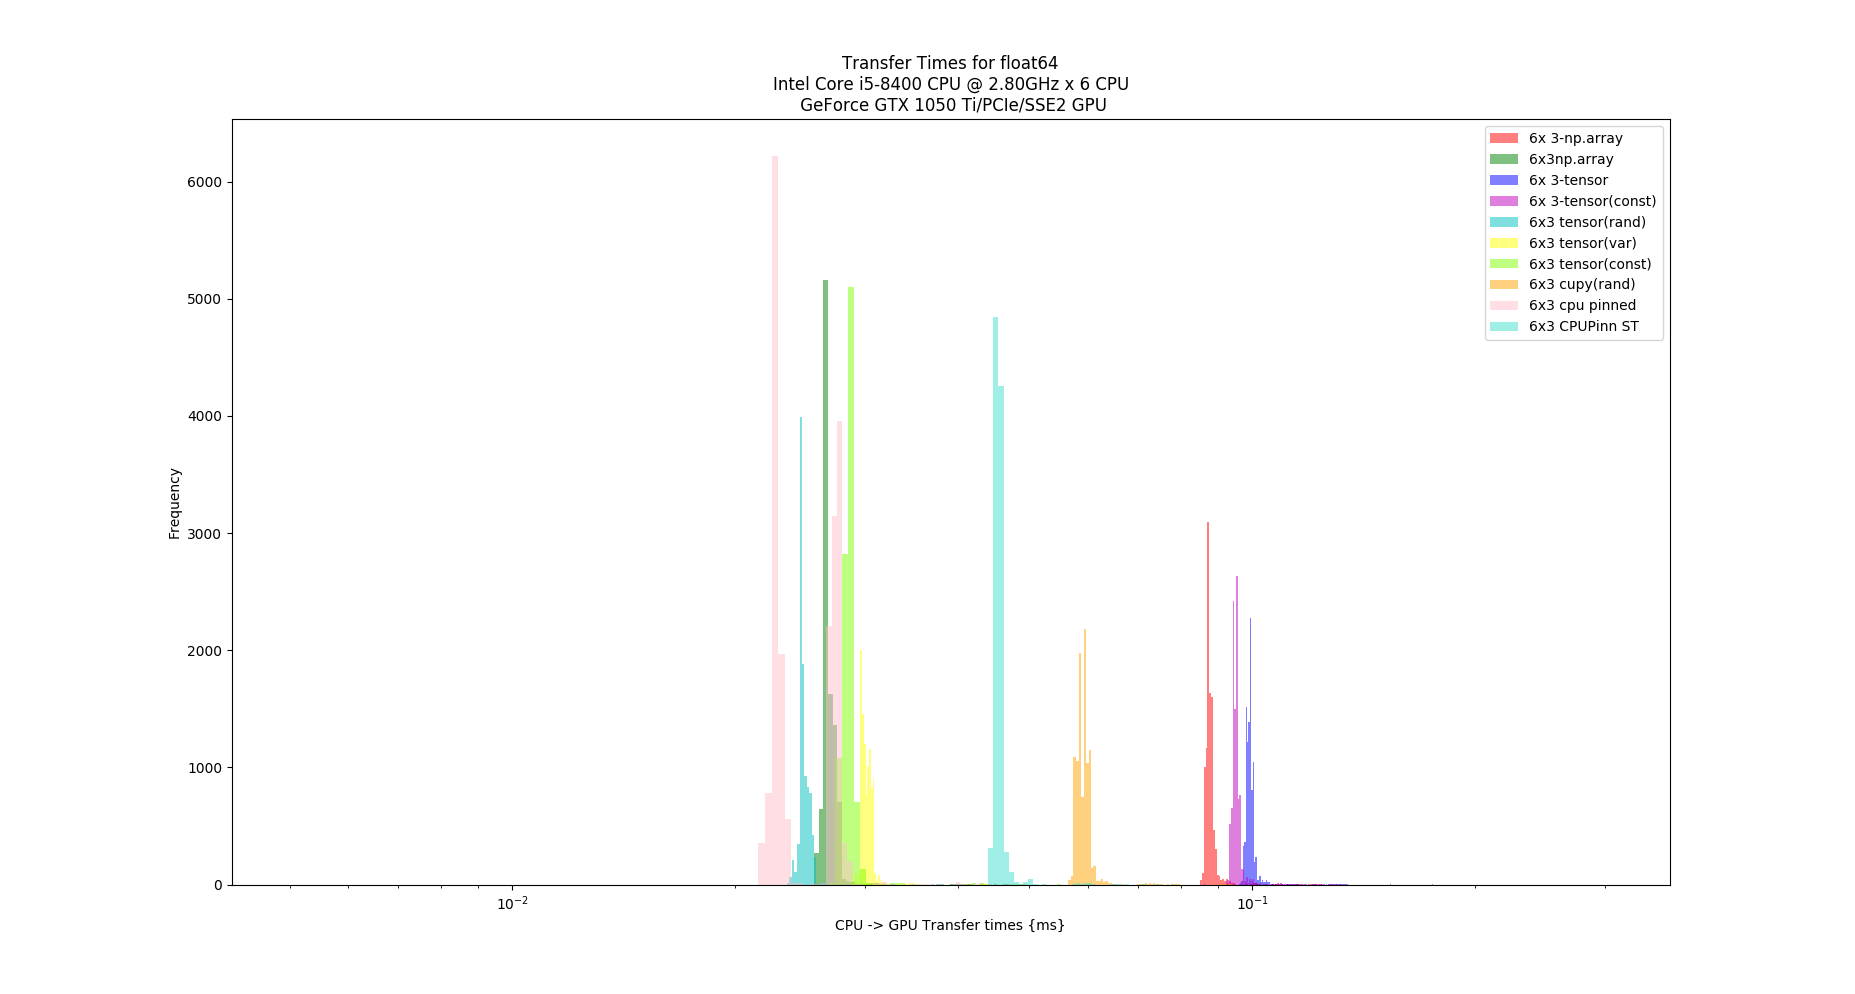 Transfer Times for float64
Intel Core i5-8400 CPU @ 2.80GHz x 6 CPU
GeForce GTX 1050 Ti/PCIe/SSE2 GPU
6x 3-np.array
6x3np.array
6x 3-tensor
6x 3-tensor(const)
6x3 tensor(rand)
6x3 tensor(var)
6x3 tensor(const)
6x3 cupy(rand)
6x3 cpu pinned
6x3 CPUPinn ST
Frequency
6000
5000
4000
3000
2000
1000
0
10⁻²
10⁻¹
CPU -> GPU Transfer times {ms}